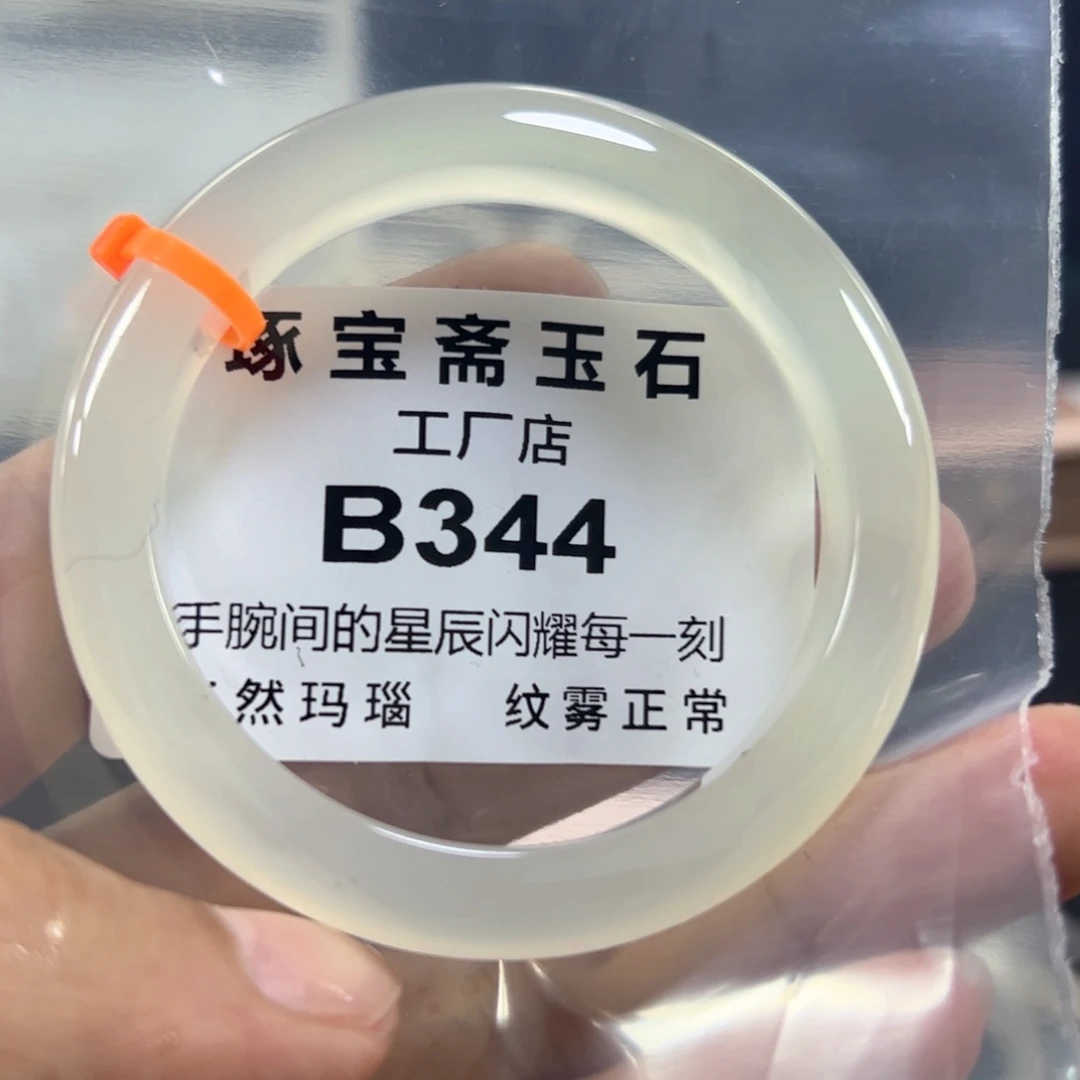 琢宝斋玉石
工厂店
B344
手腕间的星辰闪耀每一刻
然玛瑙 纹雾正常